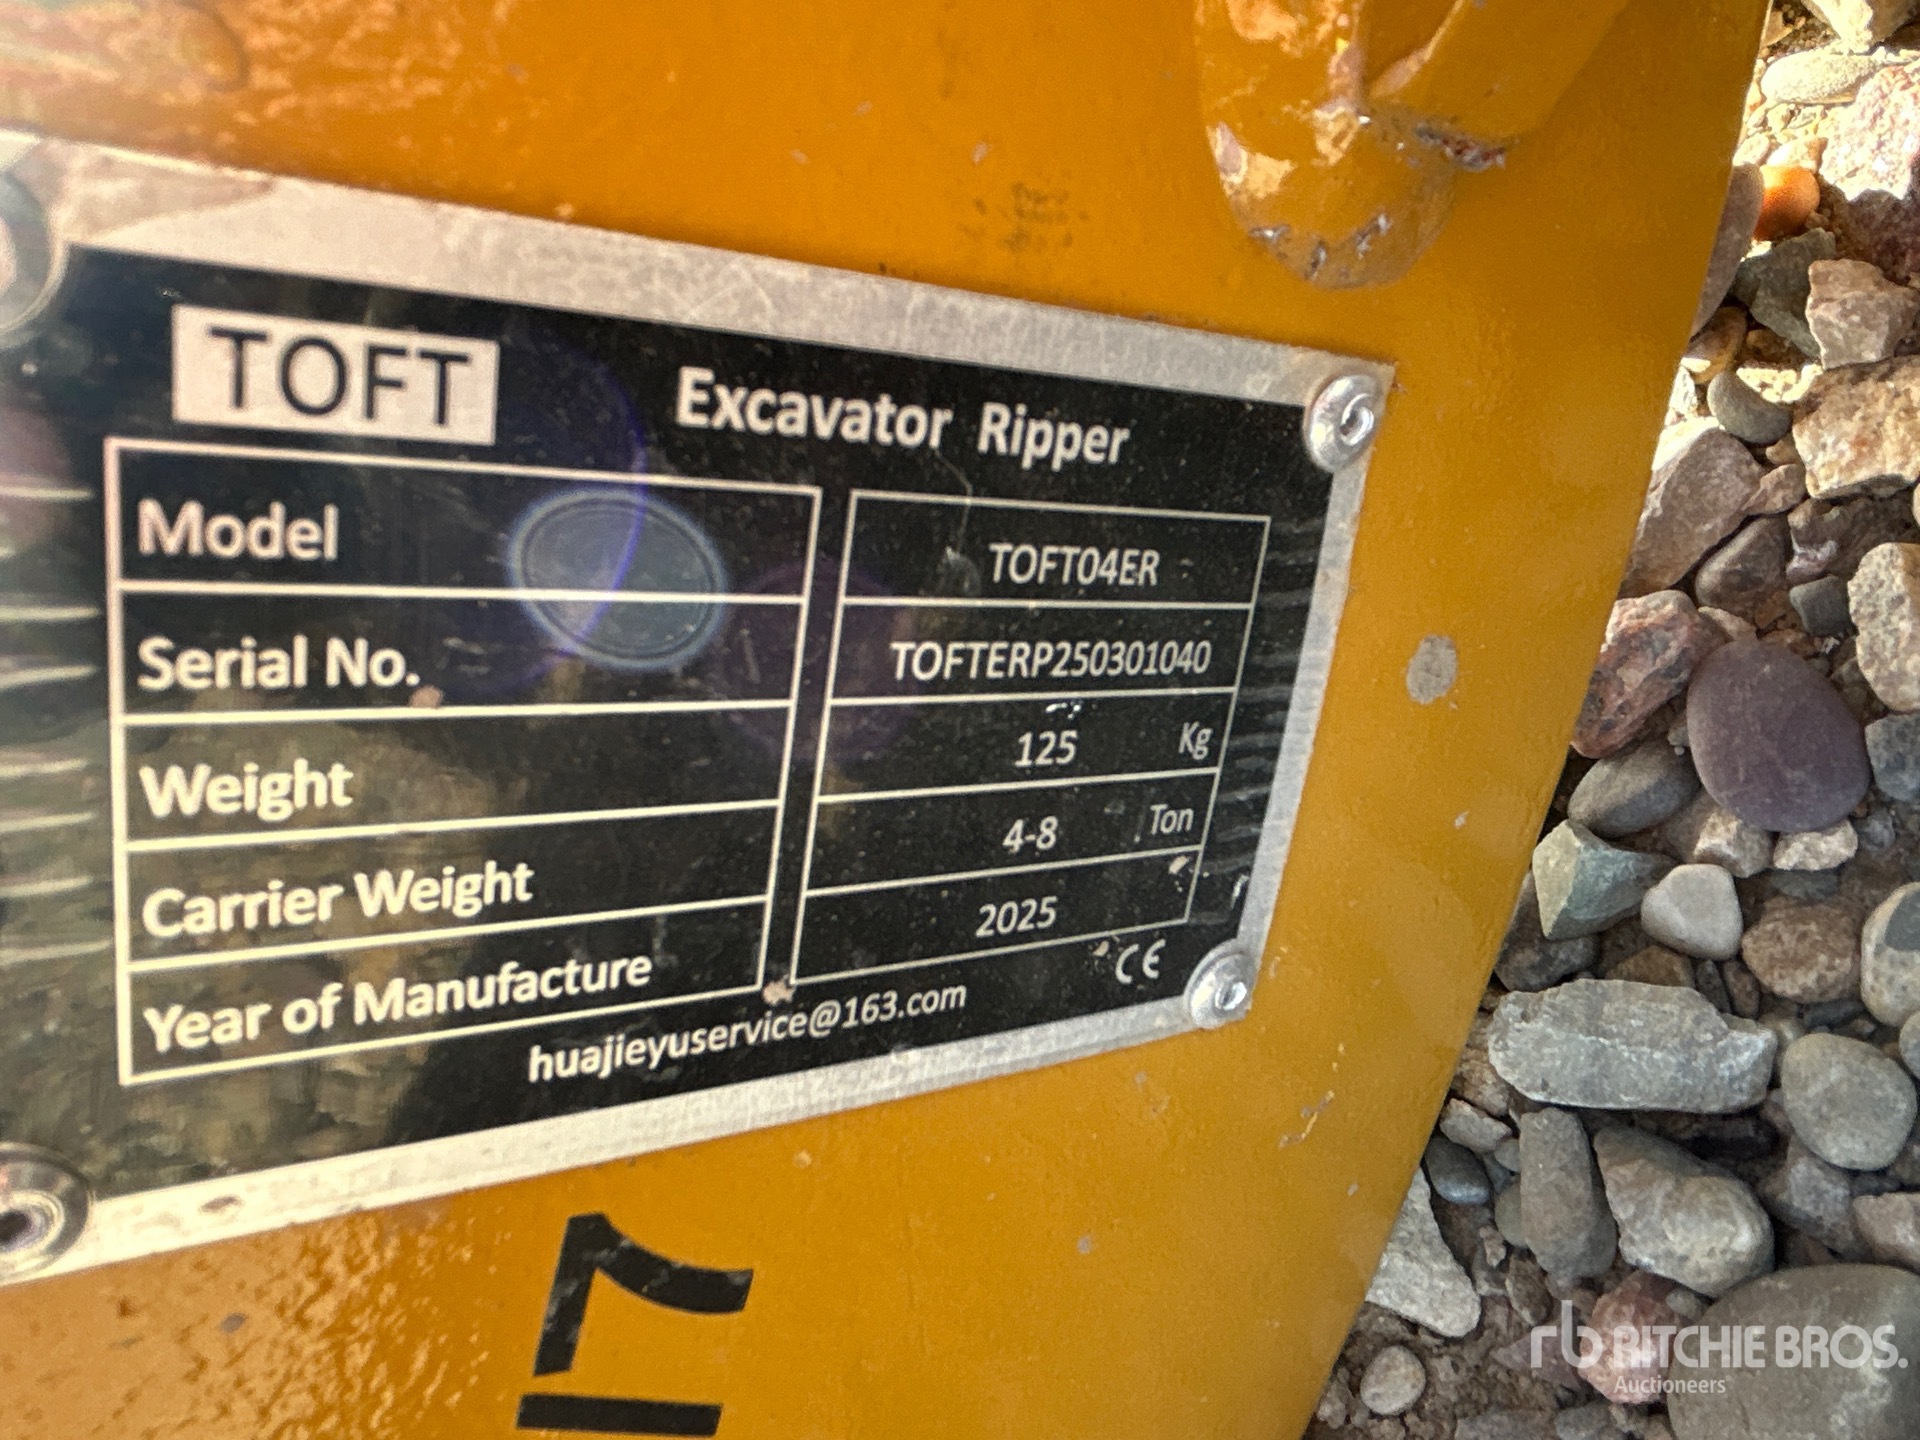 TOFT Excavator Ripper
Model TOFT04ER
Serial No. TOFTERP250301040
Weight 125 Kg
Carrier Weight 4-8 Ton
Year of Manufacture 2025
huajieyuservice@163.com CE
rb RITCHIE BROS.
Auctioneers